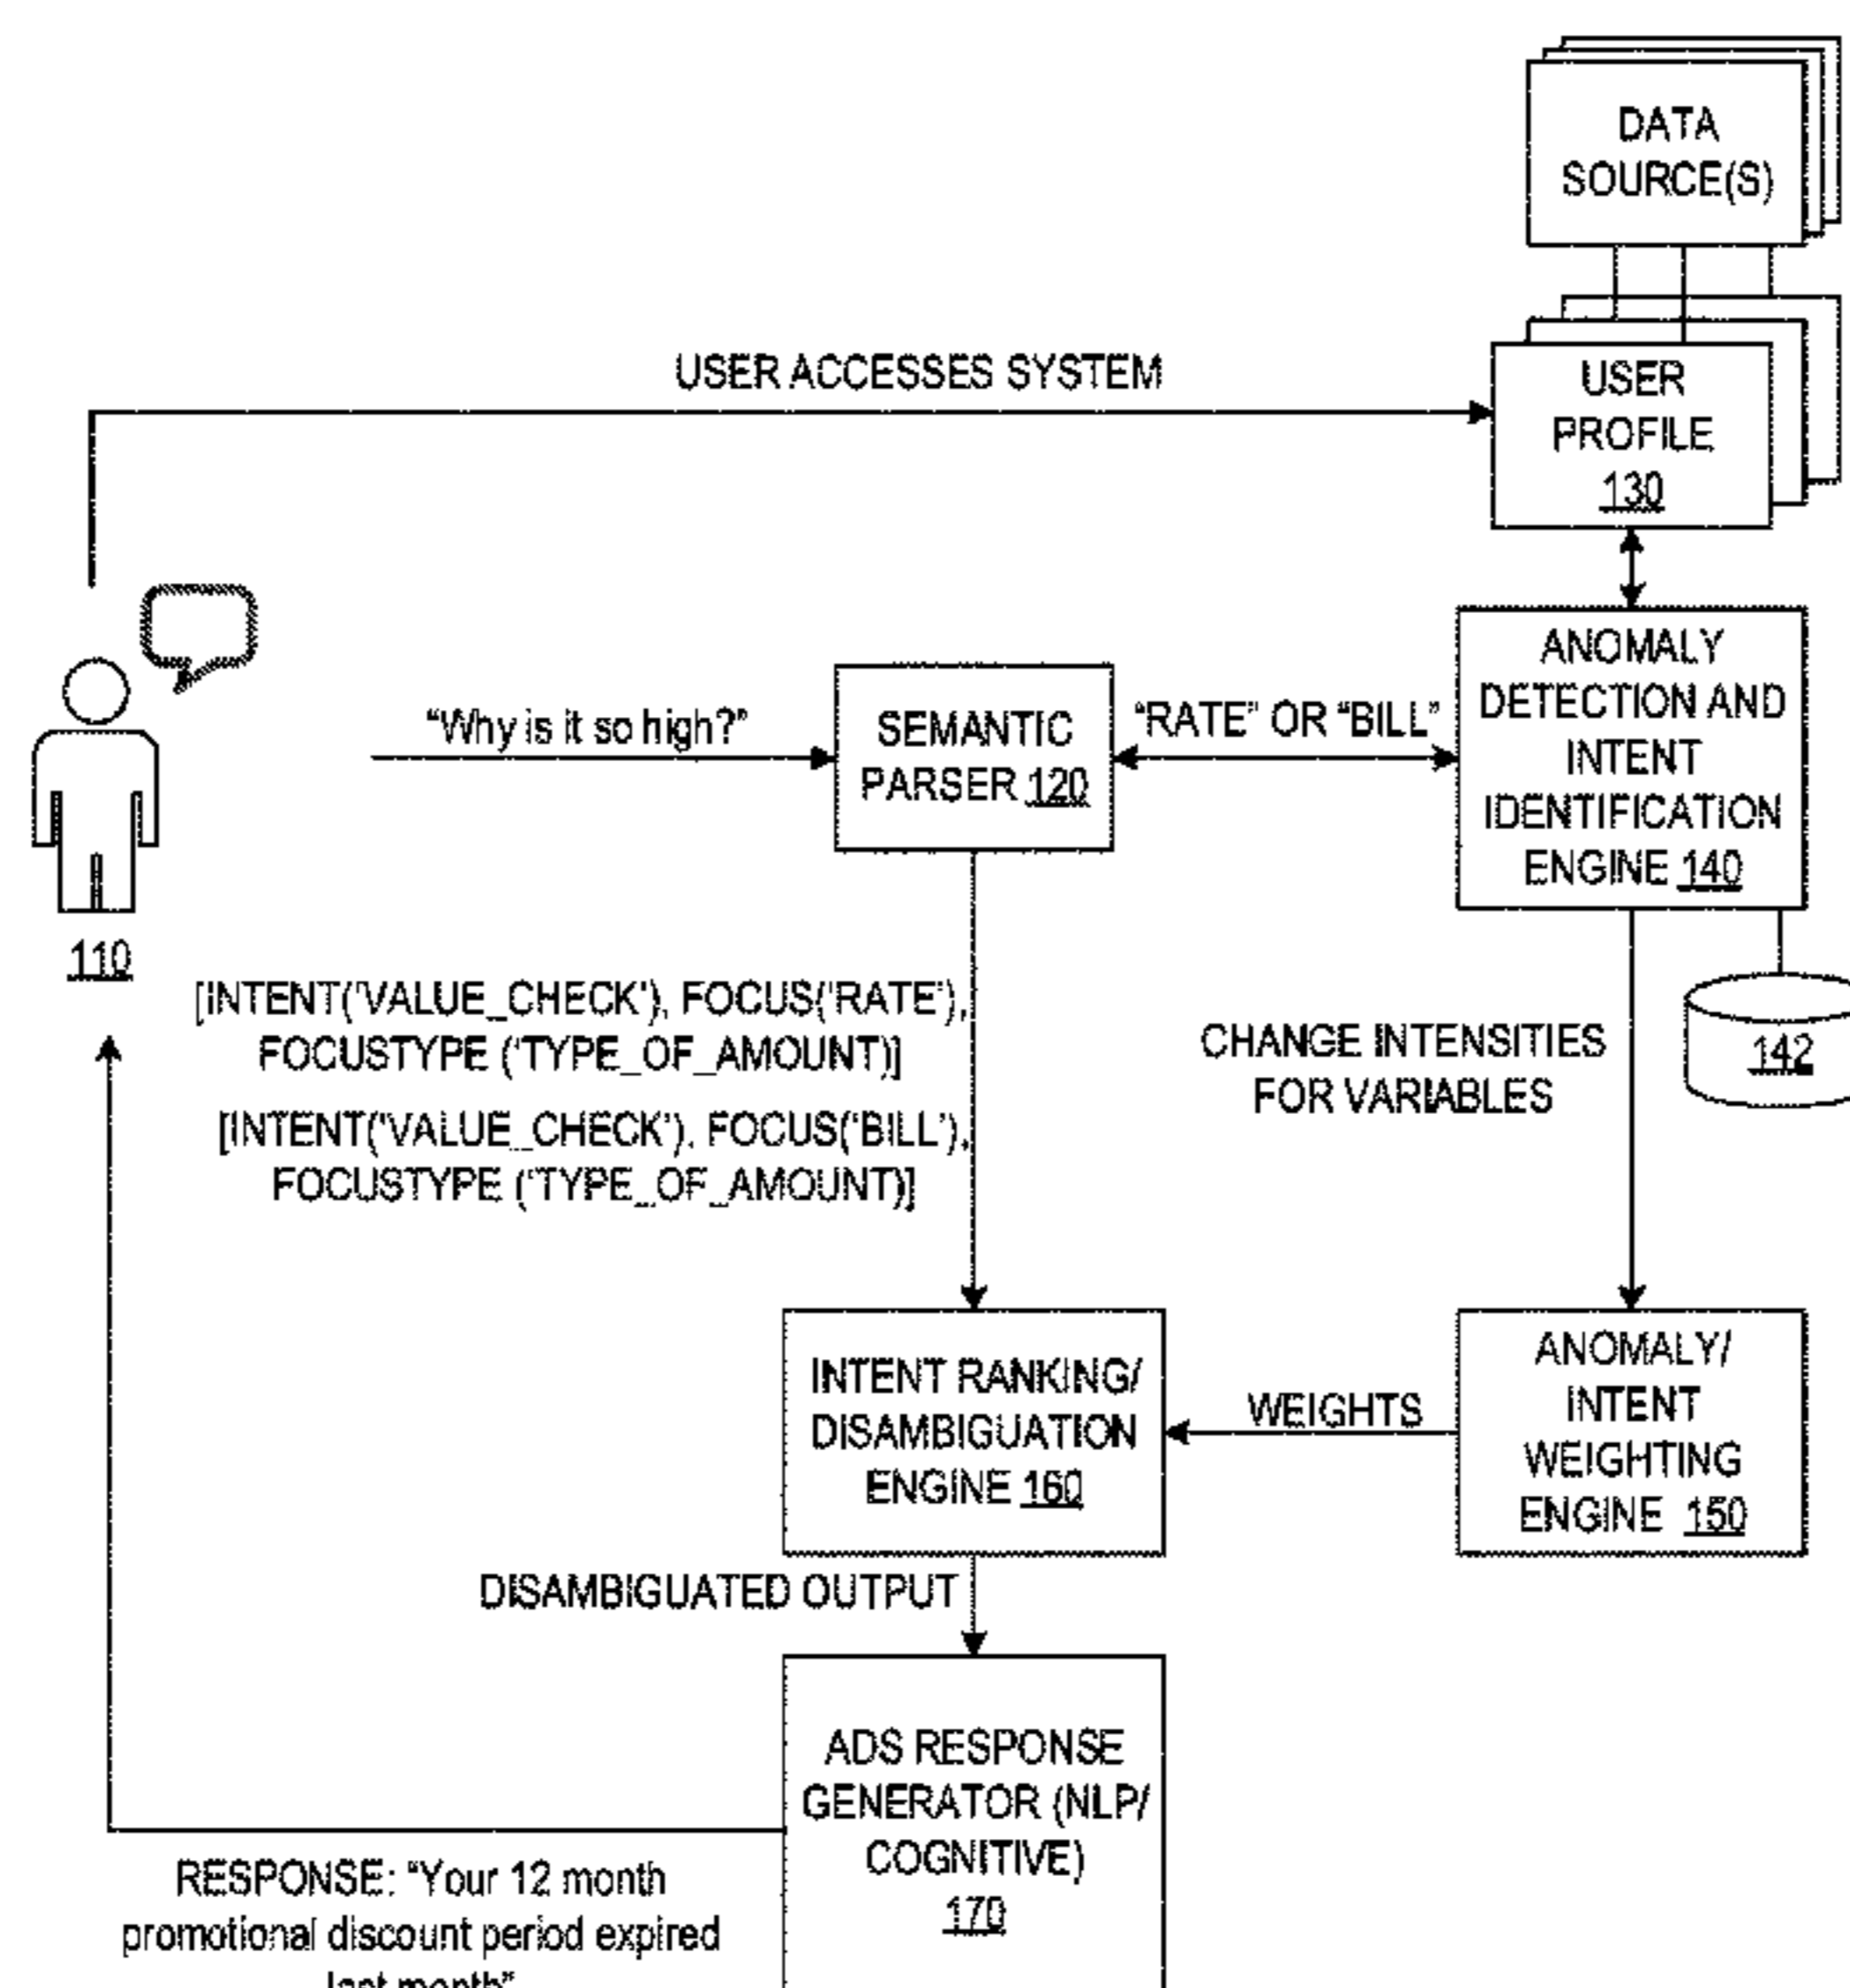 DATA
SOURCE(S)
USER ACCESSES SYSTEM
USER
PROFILE
130
"Why is it so high?"
SEMANTIC
PARSER 120
"RATE" OR "BILL"
ANOMALY
DETECTION AND
INTENT
IDENTIFICATION
ENGINE 140
110
[INTENT('VALUE_CHECK'), FOCUS('RATE'),
FOCUSTYPE ('TYPE_OF_AMOUNT)]
[INTENT('VALUE_CHECK'), FOCUS('BILL'),
FOCUSTYPE ('TYPE_OF_AMOUNT)]
CHANGE INTENSITIES
FOR VARIABLES
142
INTENT RANKING/
DISAMBIGUATION
ENGINE 160
WEIGHTS
ANOMALY/
INTENT
WEIGHTING
ENGINE 150
DISAMBIGUATED OUTPUT
ADS RESPONSE
GENERATOR (NLP/
COGNITIVE)
170
RESPONSE: "Your 12 month
promotional discount period expired
last month"